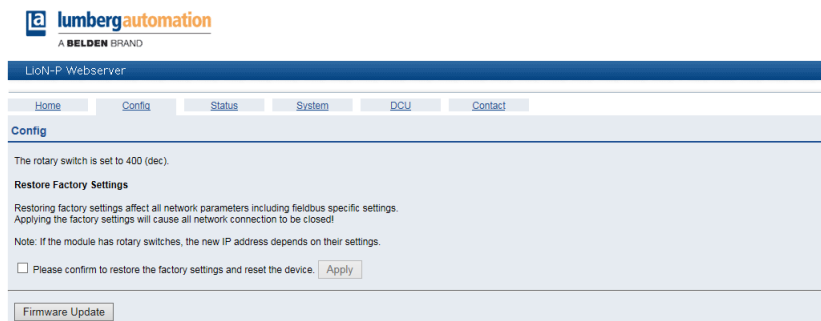 la lumbergautomation
A BELDEN BRAND
LioN-P Webserver
Home Config Status System DCU Contact
Config
The rotary switch is set to 400 (dec).
Restore Factory Settings
Restoring factory settings affect all network parameters including fieldbus specific settings.
Applying the factory settings will cause all network connection to be closed!
Note: If the module has rotary switches, the new IP address depends on their settings.
Please confirm to restore the factory settings and reset the device. Apply
Firmware Update